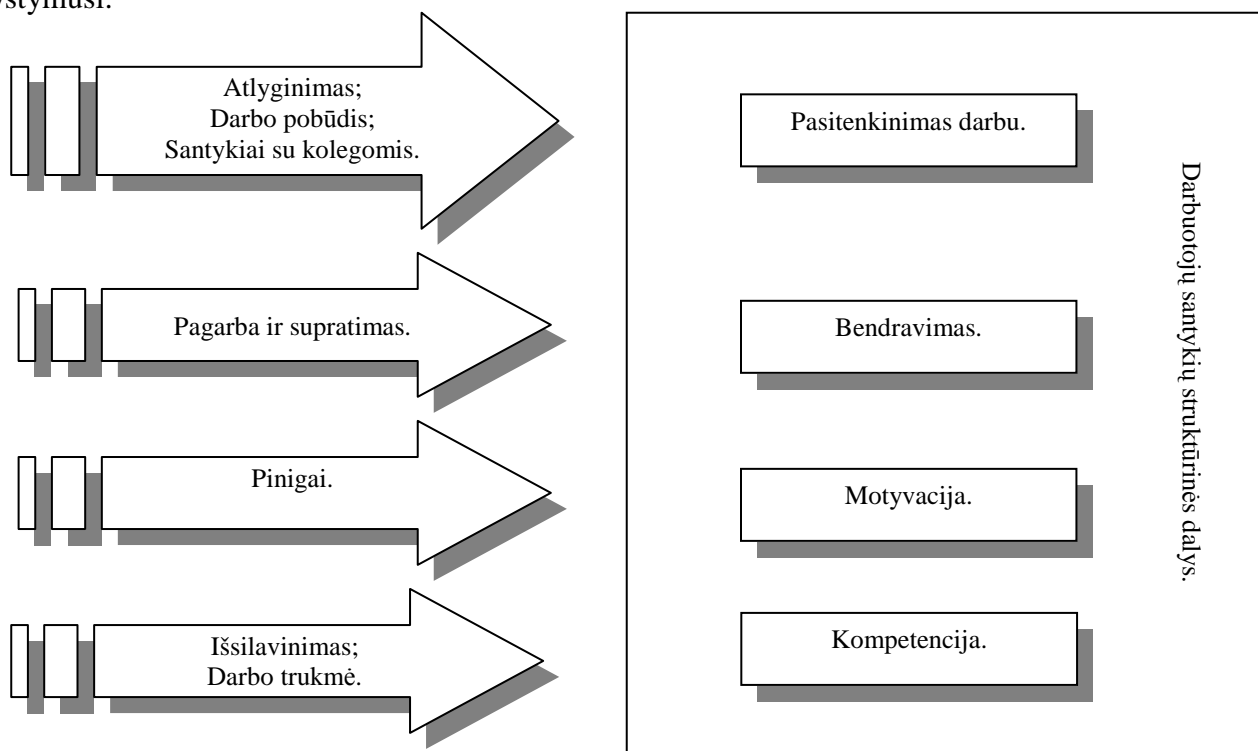 Atlyginimas;
Darbo pobūdis;
Santykiai su kolegomis.
Pasitenkinimas darbu.
Pagarba ir supratimas.
Bendravimas.
Pinigai.
Motyvacija.
Išsilavinimas;
Darbo trukmė.
Kompetencija.
Darbuotojų santykių struktūrinės dalys.